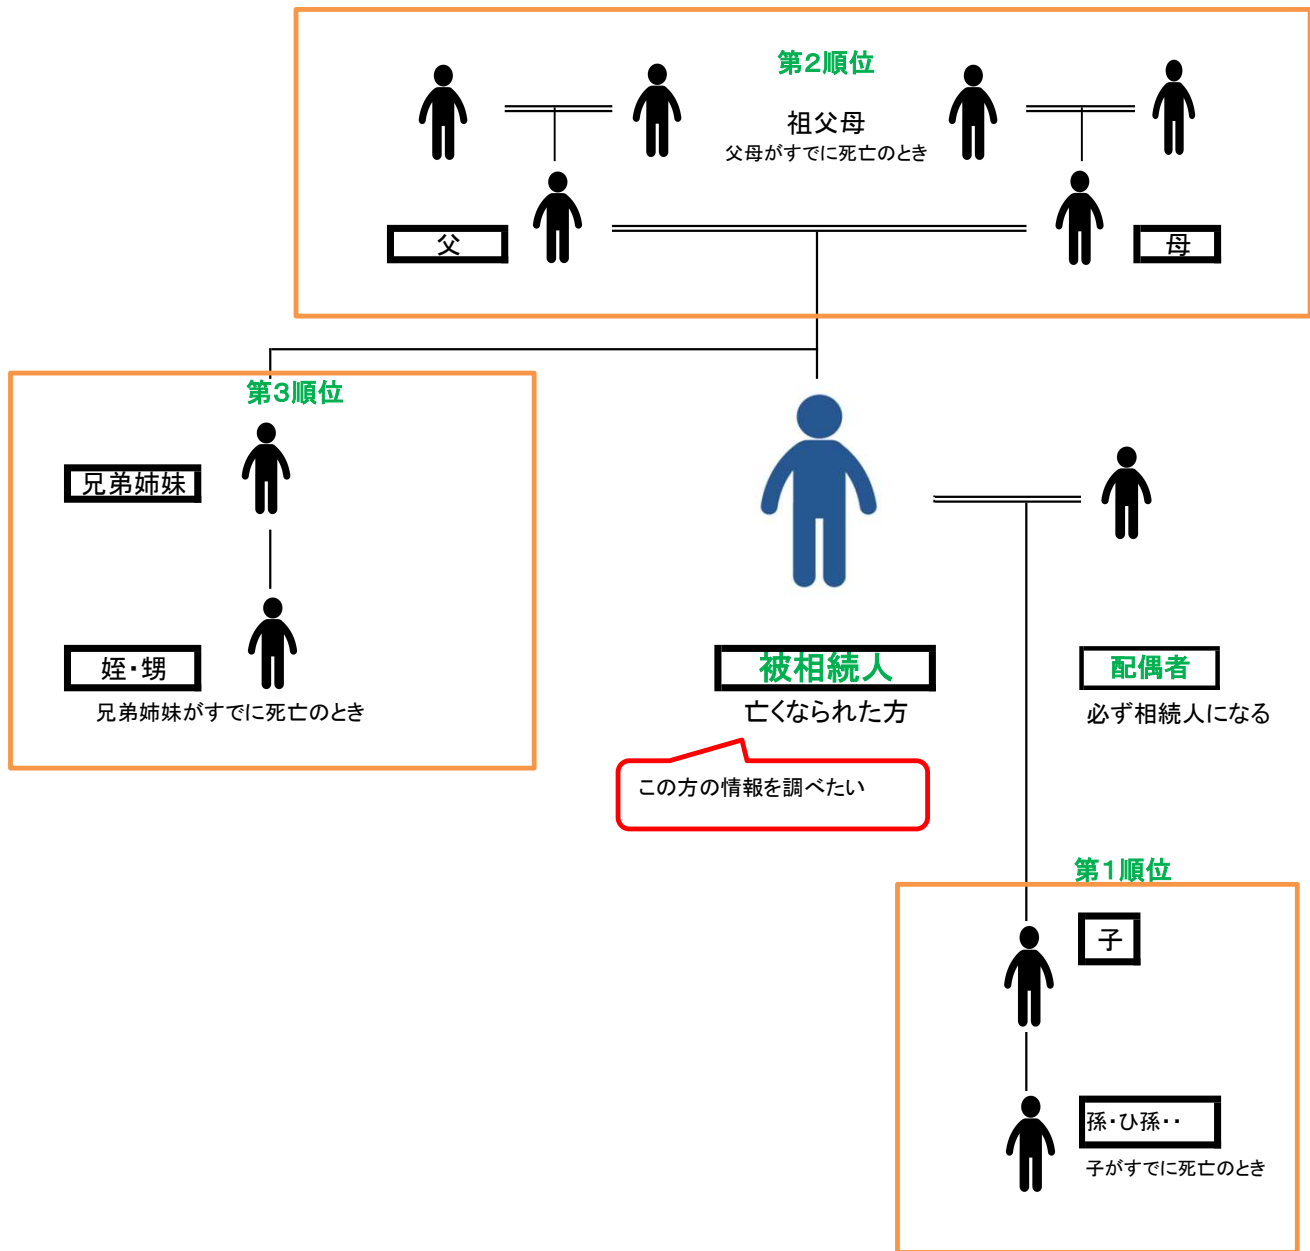 第2順位
祖父母
父母がすでに死亡のとき
父
母
第3順位
兄弟姉妹
姪・甥
兄弟姉妹がすでに死亡のとき
被相続人
亡くなられた方
この方の情報を調べたい
配偶者
必ず相続人になる
第1順位
子
孫・ひ孫・・
子がすでに死亡のとき